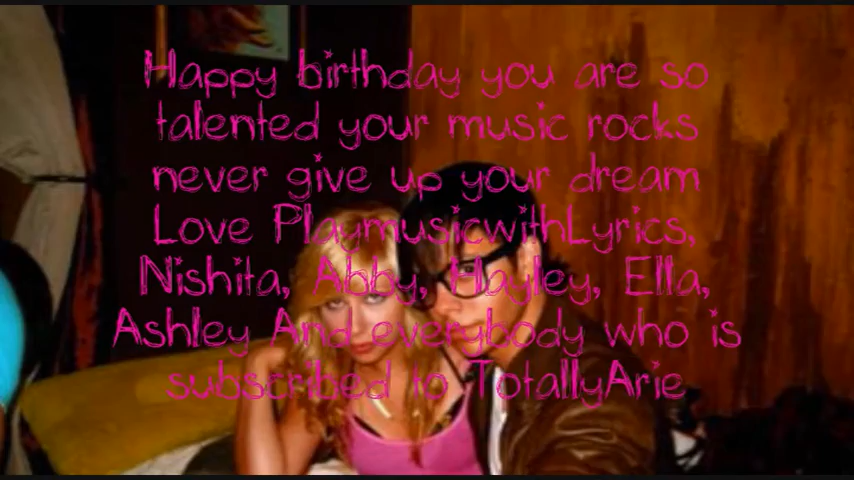 Happy birthday you are so
talented your music rocks
never give up your dream
Love PlaymusicwithLyrics,
Nishita, Abby, Hayley, Ella,
Ashley And everybody who is
subscribed to TotallyArie